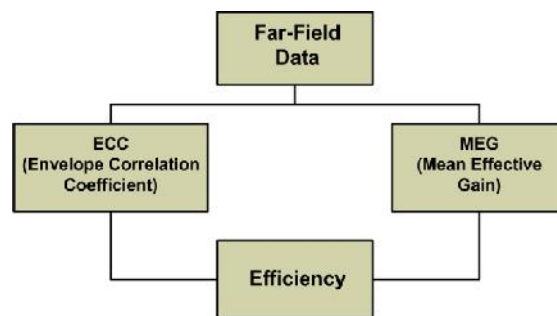 Far-Field
Data
ECC
(Envelope Correlation
Coefficient)
MEG
(Mean Effective
Gain)
Efficiency